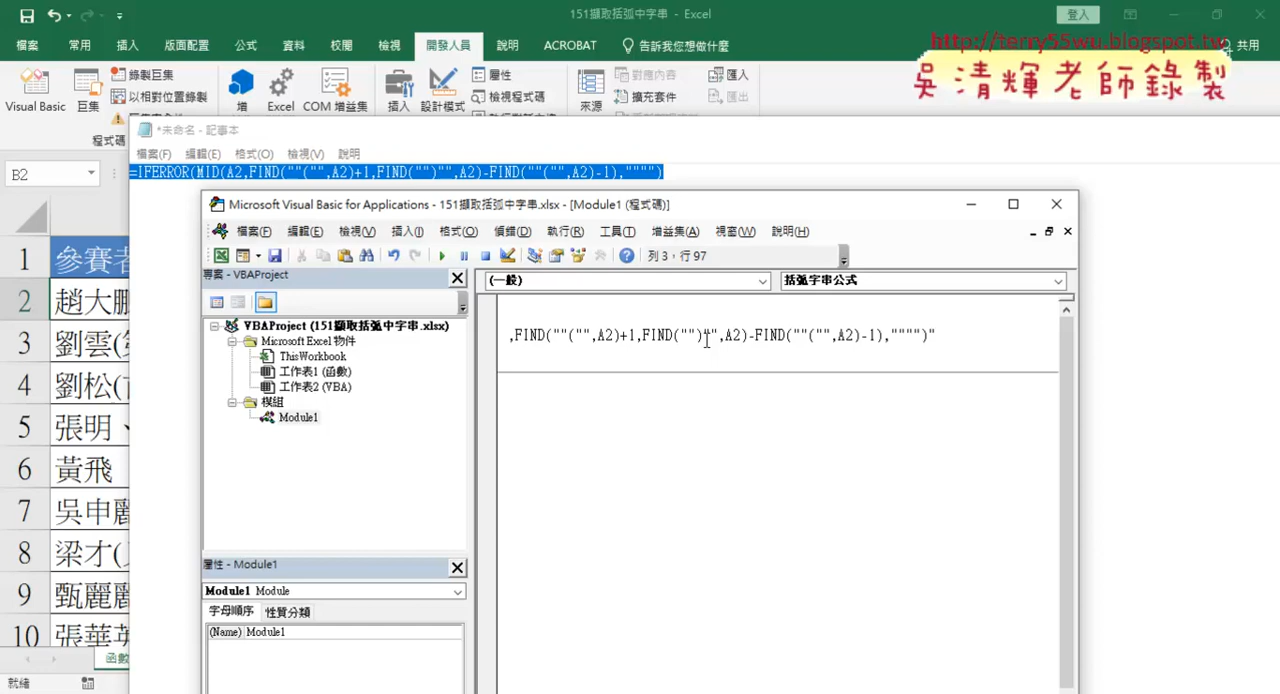 151擷取括弧中字串 - Excel
登入
http://terry55wu.blogspot.tw
檔案 常用 插入 版面配置 公式 資料 校閱 檢視 開發人員 說明 ACROBAT 告訴我您想做什麼 共用
吳清輝老師錄製
錄製巨集 屬性 對應內容 匯入
以相對位置錄製 檢視程式碼 擴充套件 匯出
Visual Basic 巨集 增 Excel COM 增益集 插入 設計模式 來源
程式碼
*未命名 - 記事本
檔案(F) 編輯(E) 格式(O) 檢視(V) 說明
=IFERROR(MID(A2,FIND(""("",A2)+1,FIND("")"",A2)-FIND(""("",A2)-1),"""")
B2
Microsoft Visual Basic for Applications - 151擷取括弧中字串.xlsx - [Module1 (程式碼)]
檔案(F) 編輯(E) 檢視(V) 插入(I) 格式(O) 偵錯(D) 執行(R) 工具(T) 增益集(A) 視窗(W) 說明(H)
列 3，行 97
專案 - VBAProject
(一般) 括弧字串公式
VBAProject (151擷取括弧中字串.xlsx)
Microsoft Excel 物件
ThisWorkbook
工作表1 (函數)
工作表2 (VBA)
模組
Module1
,FIND(""("",A2)+1,FIND("")"",A2)-FIND(""("",A2)-1),"""")"
屬性 - Module1
Module1 Module
字母順序 性質分類
(Name) Module1
1 參賽者
2 趙大鵬
3 劉雲(
4 劉松(
5 張明、
6 黃飛
7 吳申麗
8 梁才(
9 甄麗麗
10 張華英
函數
就緒